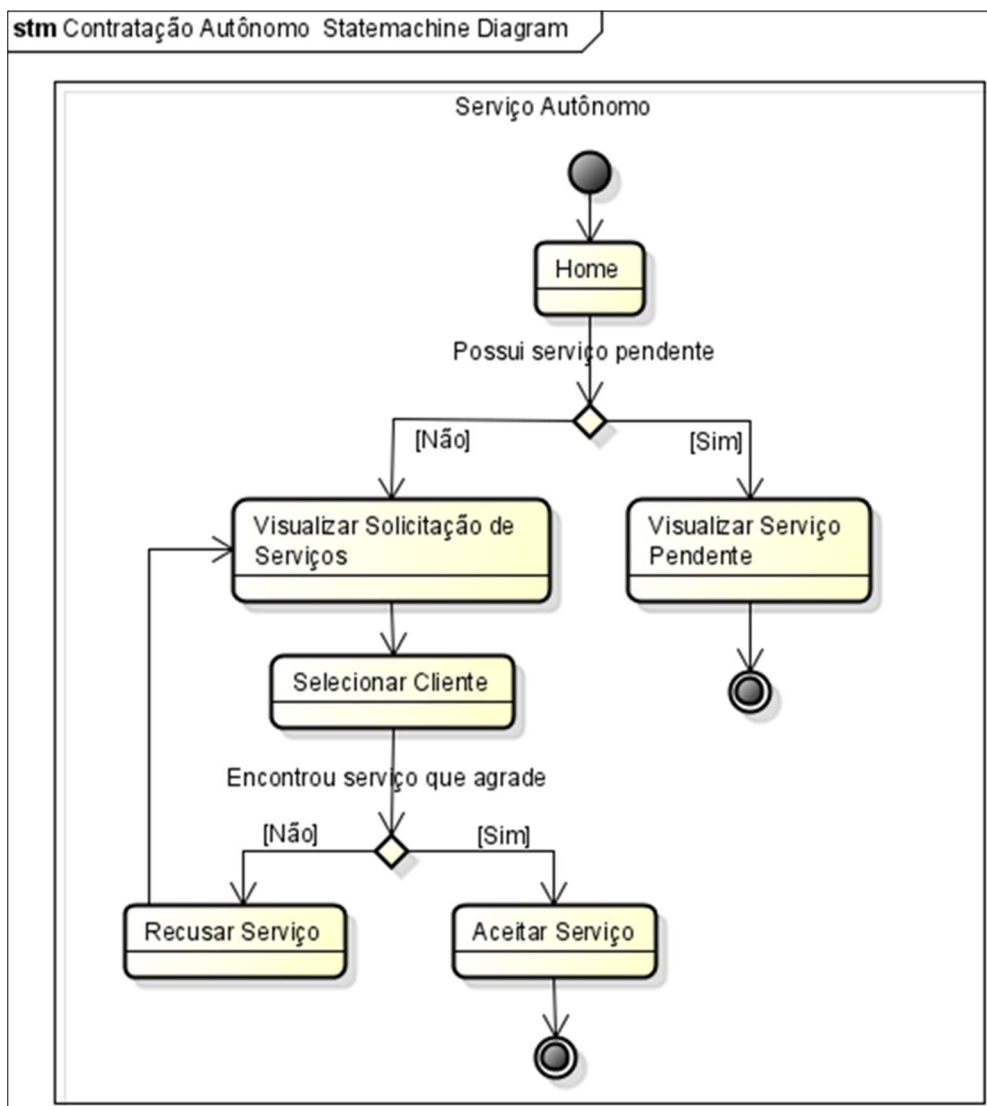 stm Contratação Autônomo Statemachine Diagram
Serviço Autônomo
Home
Possui serviço pendente
[Não]
[Sim]
Visualizar Solicitação de
Serviços
Visualizar Serviço
Pendente
Selecionar Cliente
Encontrou serviço que agrade
[Não]
[Sim]
Recusar Serviço
Aceitar Serviço